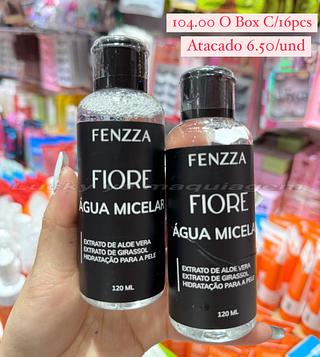 104.00 O Box C/16pcs
Atacado 6.50/und
FENZZA
FIORE
ÁGUA MICELAR
EXTRATO DE ALOE VERA
EXTRATO DE GIRASSOL
HIDRATAÇÃO PARA A PELE
120 ML
FENZZA
FIORE
ÁGUA MICELA
EXTRATO DE ALOE VERA
EXTRATO DE GIRASSOL
HIDRATAÇÃO PARA A PELE
120 ML